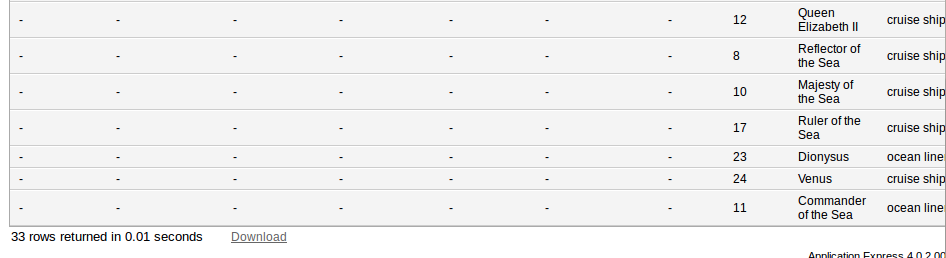 - - - - - - - 12 Queen
Elizabeth II cruise ship
- - - - - - - 8 Reflector of
the Sea cruise ship
- - - - - - - 10 Majesty of
the Sea cruise ship
- - - - - - - 17 Ruler of the
Sea cruise ship
- - - - - - - 23 Dionysus ocean liner
- - - - - - - 24 Venus cruise ship
- - - - - - - 11 Commander
of the Sea ocean liner
33 rows returned in 0.01 seconds Download
Application Express 4.0.2.00